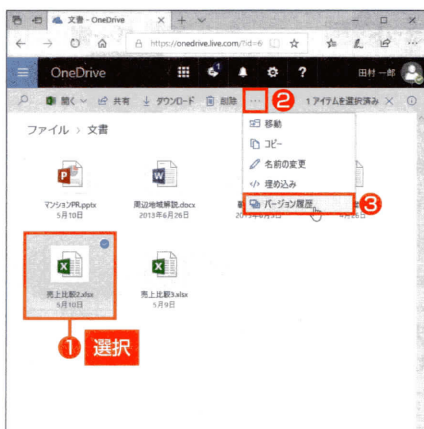 文書 - OneDrive
https://onedrive.live.com/?id=6
OneDrive
1
?
田村 一郎
開く
共有
ダウンロード
削除
...
②
1アイテムを選択済み
ファイル > 文書
移動
コピー
名前の変更
埋め込み
バージョン履歴
③
マンションPR.pptx
5月10日
周辺地域解説.docx
2013年6月26日
売上比較2.xlsx
5月10日
売上比較3.xlsx
5月9日
① 選択